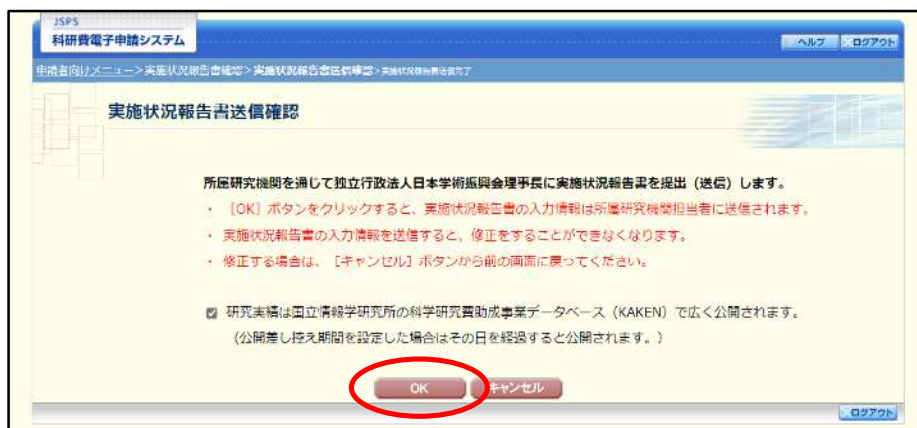 JSPS
科研費電子申請システム
ヘルプ ログアウト
申請者向けメニュー>実施状況報告書確認>実施状況報告書送信確認>実施状況報告書送信完了
実施状況報告書送信確認
所属研究機関を通じて独立行政法人日本学術振興会理事長に実施状況報告書を提出(送信)します。
・ [OK] ボタンをクリックすると、実施状況報告書の入力情報は所属研究機関担当者に送信されます。
・ 実施状況報告書の入力情報を送信すると、修正をすることができなくなります。
・ 修正する場合は、[キャンセル] ボタンから前の画面に戻ってください。
研究実績は国立情報学研究所の科学研究費助成事業データベース(KAKEN)で広く公開されます。
(公開差し控え期間を設定した場合はその日を経過すると公開されます。)
OK キャンセル
ログアウト